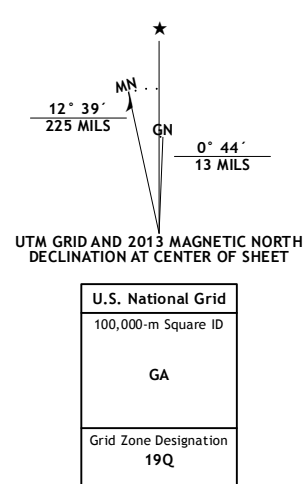 ★
MN
12° 39´
225 MILS
GN
0° 44´
13 MILS
UTM GRID AND 2013 MAGNETIC NORTH
DECLINATION AT CENTER OF SHEET
U.S. National Grid
100,000-m Square ID
GA
Grid Zone Designation
19Q